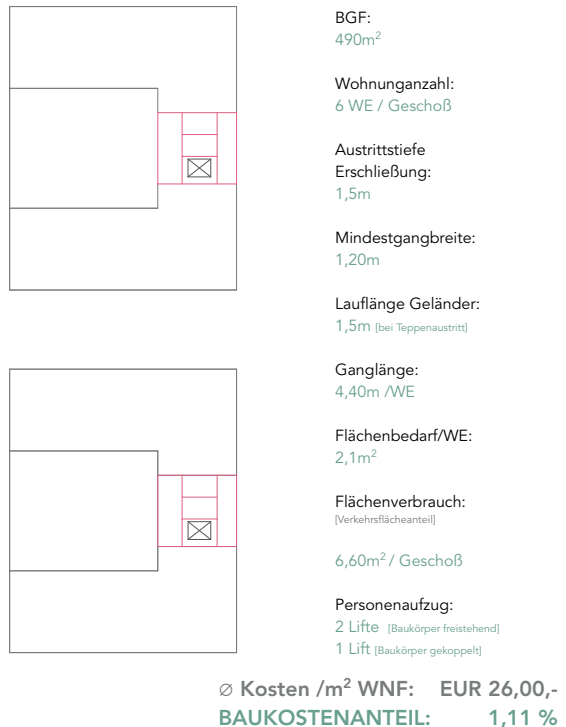 BGF:
490m²
Wohnunganzahl:
6 WE / Geschoß
Austrittstiefe
Erschließung:
1,5m
Mindestgangbreite:
1,20m
Lauflänge Geländer:
1,5m [bei Teppenaustritt]
Ganglänge:
4,40m /WE
Flächenbedarf/WE:
2,1m²
Flächenverbrauch:
[Verkehrsflächeanteil]
6,60m² / Geschoß
Personenaufzug:
2 Lifte [Baukörper freistehend]
1 Lift [Baukörper gekoppelt]
∅ Kosten /m² WNF: EUR 26,00,-
BAUKOSTENANTEIL: 1,11 %